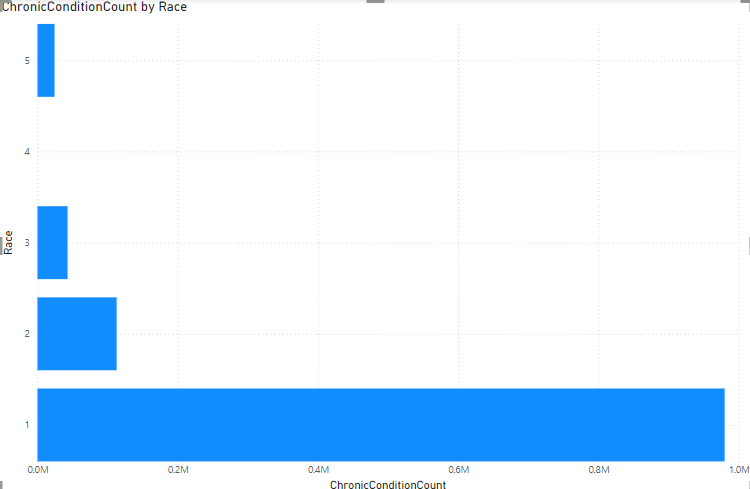 ChronicConditionCount by Race
5
4
3
Race
2
1
0.0M 0.2M 0.4M 0.6M 0.8M 1.0M
ChronicConditionCount